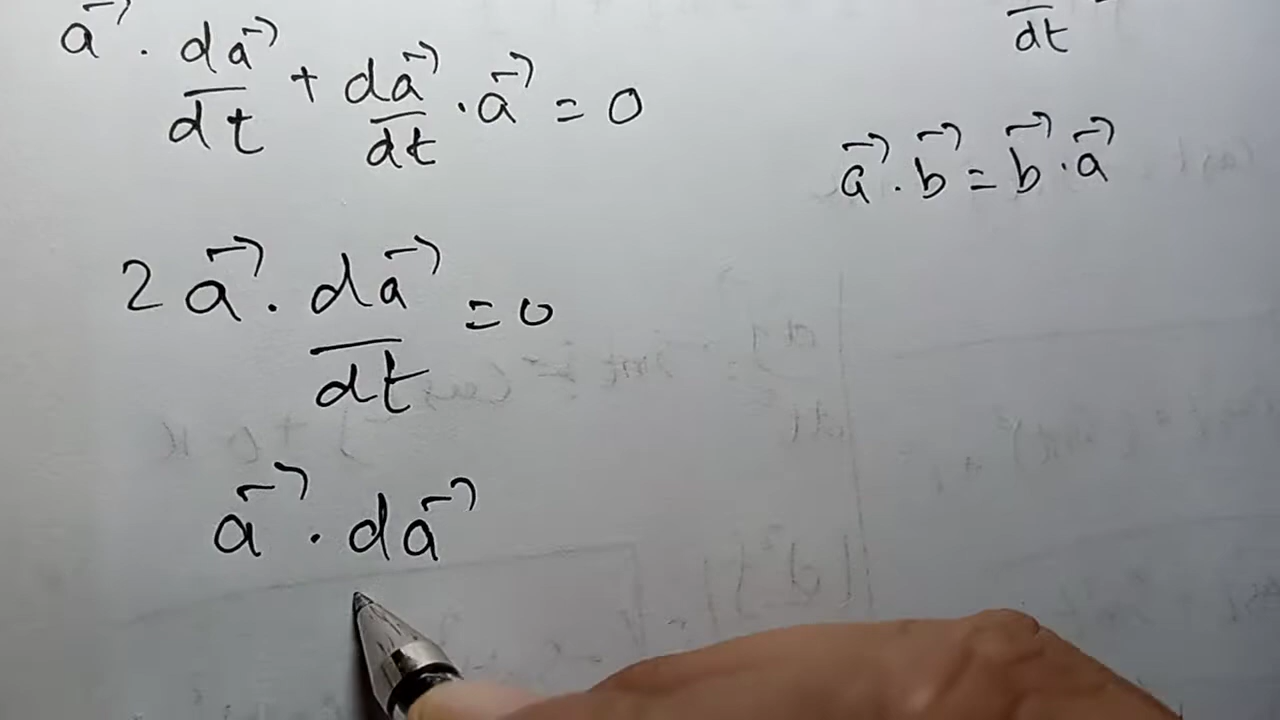 a⃗ · da⃗/dt + da⃗/dt · a⃗ = 0
dt
a⃗ . b⃗ = b⃗ · a⃗
2 a⃗ . da⃗/dt = 0
a⃗ · da⃗